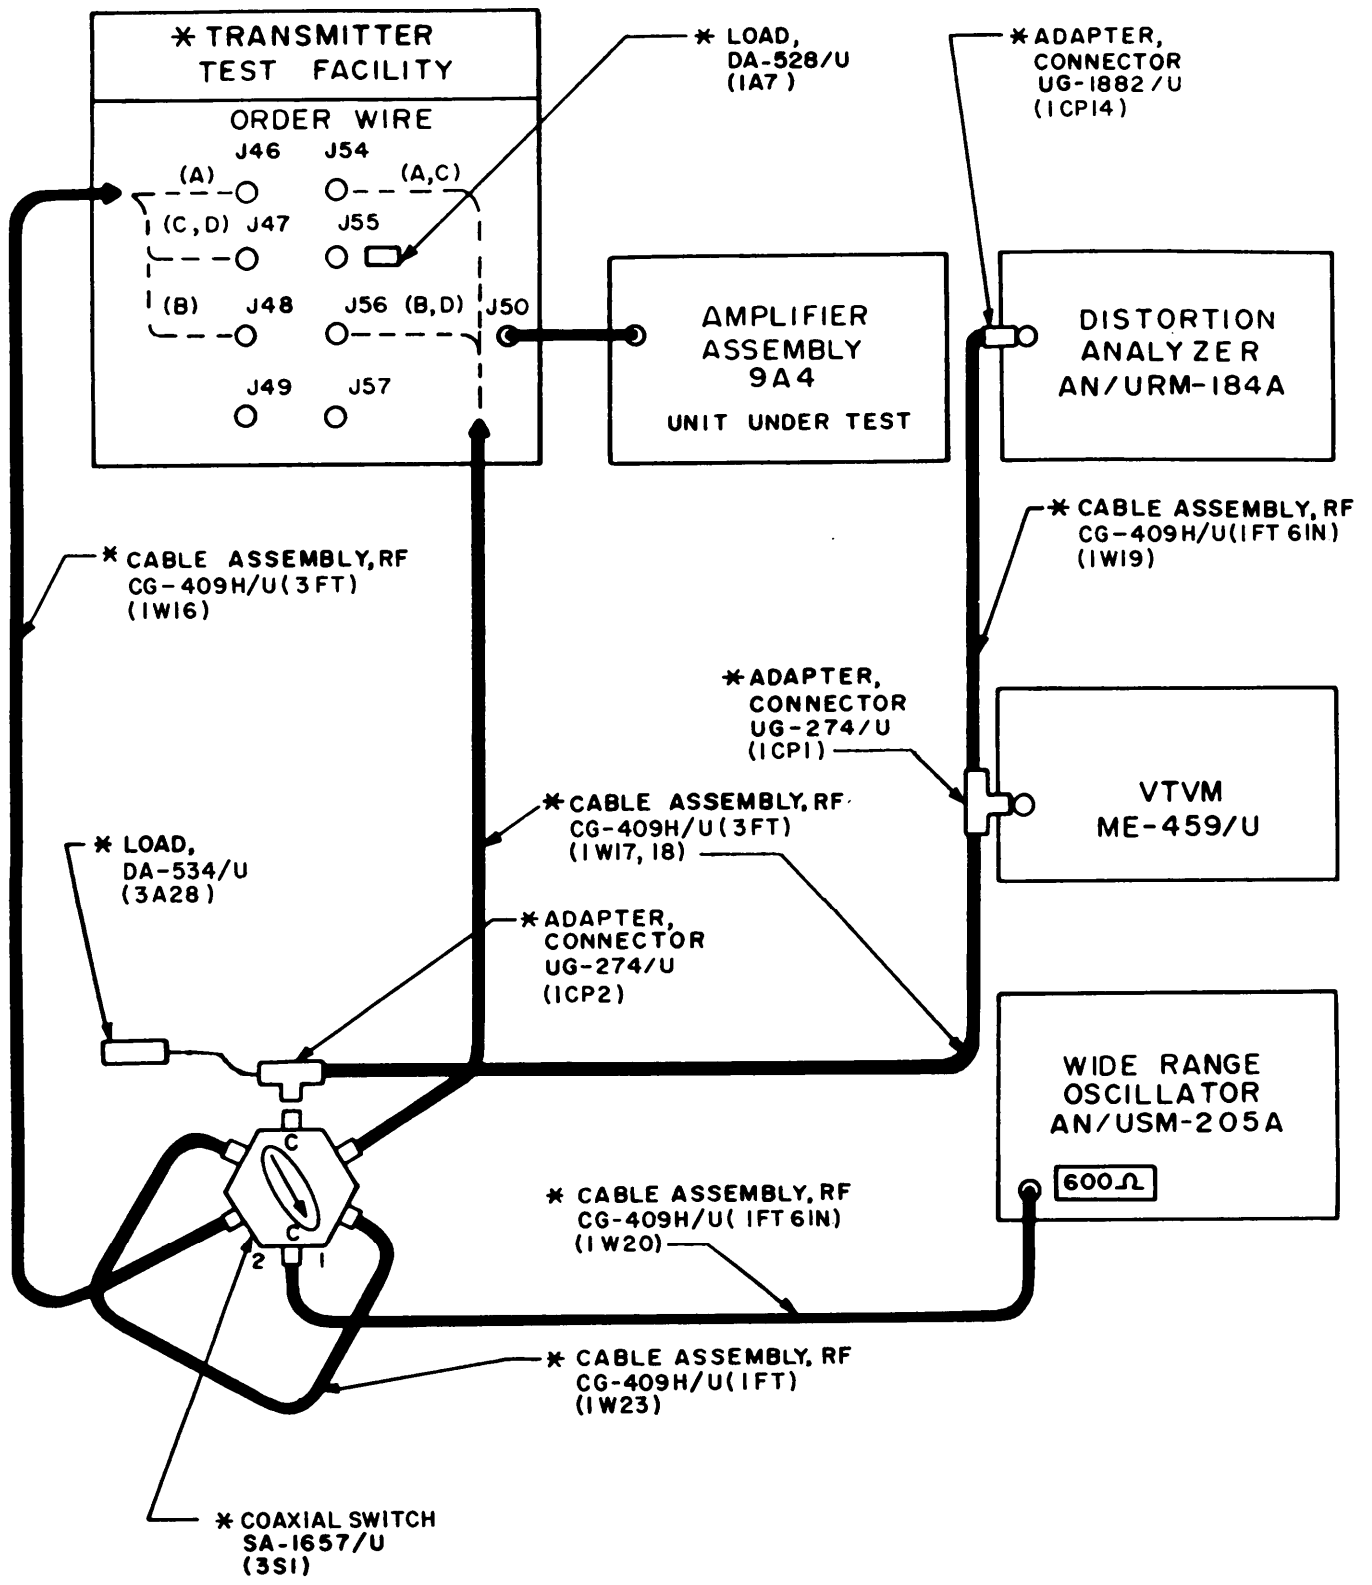 * TRANSMITTER
TEST FACILITY
ORDER WIRE
J46
J54
(A)
(A,C)
(C,D)
J47
J55
(B)
J48
J56
(B,D)
J50
J49
J57
* LOAD,
DA-528/U
(1A7)
* ADAPTER,
CONNECTOR
UG-1882/U
(1CP14)
AMPLIFIER
ASSEMBLY
9A4
UNIT UNDER TEST
DISTORTION
ANALYZER
AN/URM-184A
* CABLE ASSEMBLY, RF
CG-409H/U(1FT 6IN)
(1W19)
* CABLE ASSEMBLY, RF
CG-409H/U(3FT)
(1W16)
* ADAPTER,
CONNECTOR
UG-274/U
(1CP1)
VTVM
ME-459/U
* CABLE ASSEMBLY, RF
CG-409H/U(3FT)
(1W17, 18)
* LOAD,
DA-534/U
(3A28)
* ADAPTER,
CONNECTOR
UG-274/U
(1CP2)
WIDE RANGE
OSCILLATOR
AN/USM-205A
600Ω
C
C
2
1
* CABLE ASSEMBLY, RF
CG-409H/U(1FT 6IN)
(1W20)
* CABLE ASSEMBLY, RF
CG-409H/U(1FT)
(1W23)
* COAXIAL SWITCH
SA-1657/U
(3S1)